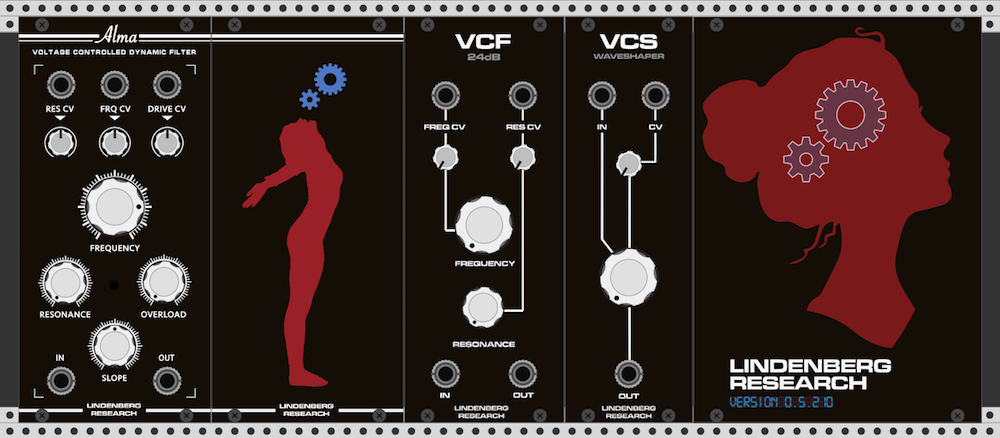 Alma
VOLTAGE CONTROLLED DYNAMIC FILTER
RES CV FRQ CV DRIVE CV
FREQUENCY
RESONANCE OVERLOAD
SLOPE
IN OUT
LINDENBERG
RESEARCH
LINDENBERG
RESEARCH
VCF
24dB
FREQ CV RES CV
FREQUENCY
RESONANCE
IN OUT
LINDENBERG
RESEARCH
VCS
WAVESHAPER
IN CV
OUT
LINDENBERG
RESEARCH
LINDENBERG
RESEARCH
VERSION 0.5.210